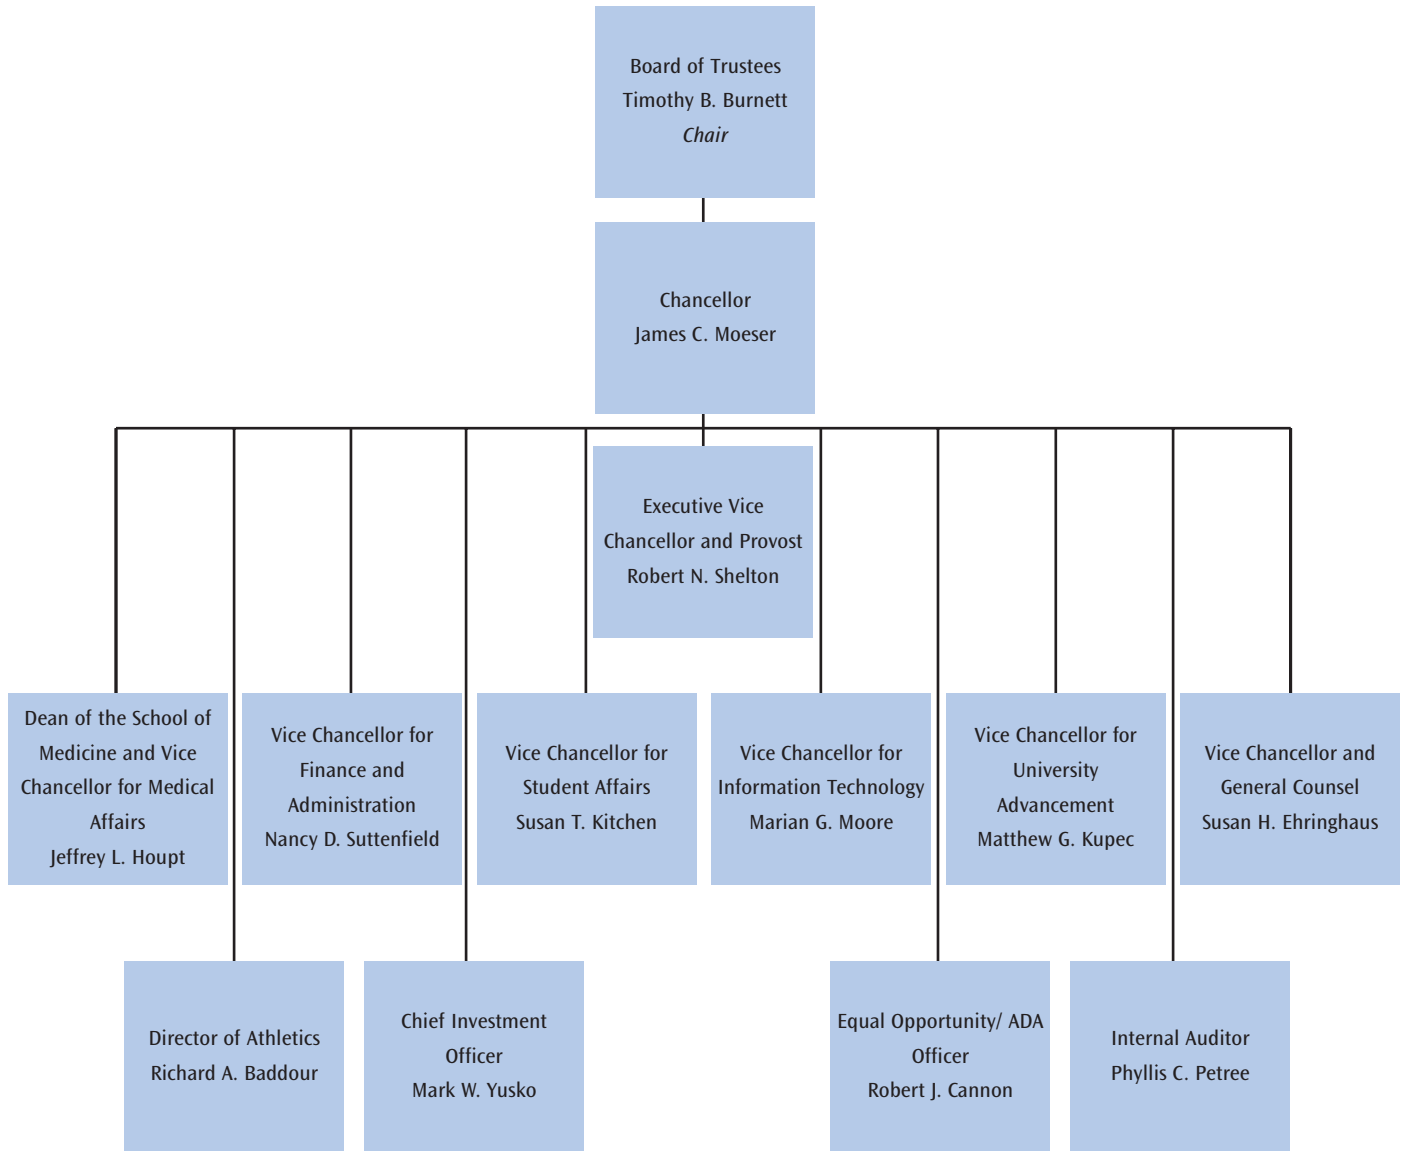 Board of Trustees
Timothy B. Burnett
Chair
Chancellor
James C. Moeser
Executive Vice
Chancellor and Provost
Robert N. Shelton
Dean of the School of
Medicine and Vice
Chancellor for Medical
Affairs
Jeffrey L. Houpt
Vice Chancellor for
Finance and
Administration
Nancy D. Suttenfield
Vice Chancellor for
Student Affairs
Susan T. Kitchen
Vice Chancellor for
Information Technology
Marian G. Moore
Vice Chancellor for
University
Advancement
Matthew G. Kupec
Vice Chancellor and
General Counsel
Susan H. Ehringhaus
Director of Athletics
Richard A. Baddour
Chief Investment
Officer
Mark W. Yusko
Equal Opportunity/ ADA
Officer
Robert J. Cannon
Internal Auditor
Phyllis C. Petree